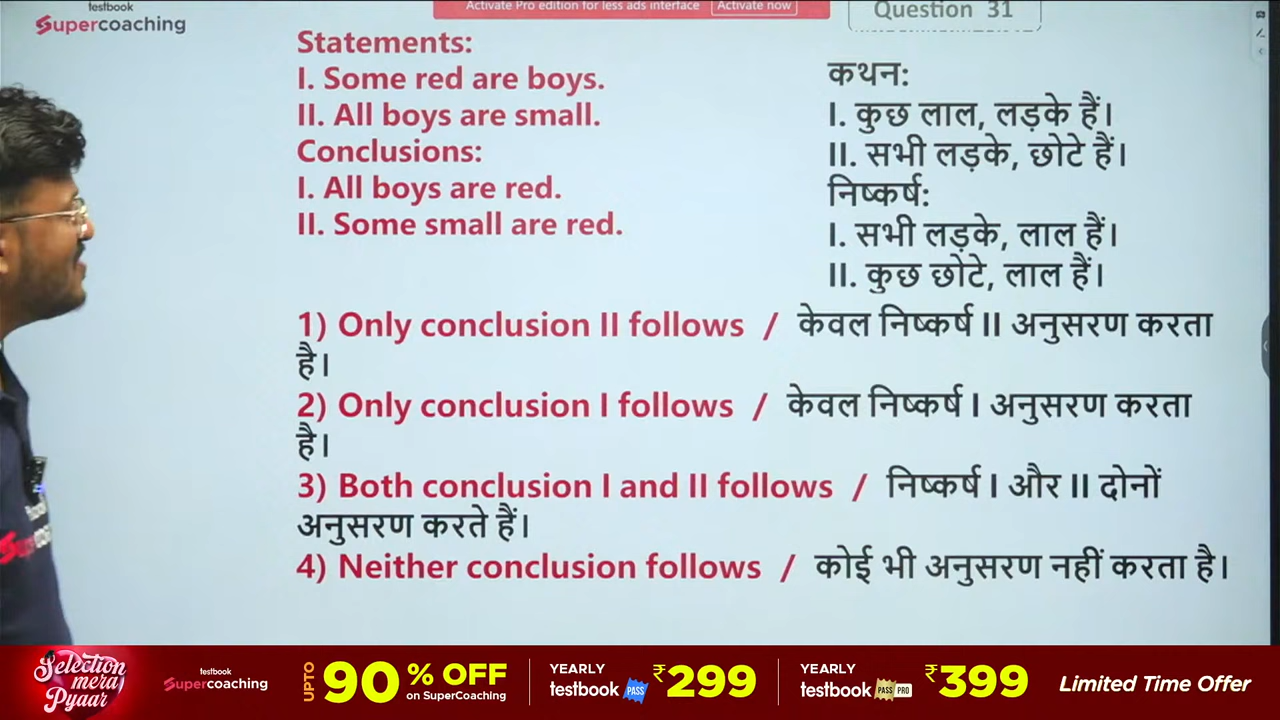 testbook
Supercoaching
Activate Pro edition for less ads interface
Activate now
Question 31
Statements:
I. Some red are boys.
II. All boys are small.
Conclusions:
I. All boys are red.
II. Some small are red.
कथन:
I. कुछ लाल, लड़के हैं।
II. सभी लड़के, छोटे हैं।
निष्कर्ष:
I. सभी लड़के, लाल हैं।
II. कुछ छोटे, लाल हैं।
1) Only conclusion II follows / केवल निष्कर्ष II अनुसरण करता
है।
2) Only conclusion I follows / केवल निष्कर्ष I अनुसरण करता
है।
3) Both conclusion I and II follows / निष्कर्ष I और II दोनों
अनुसरण करते हैं।
4) Neither conclusion follows / कोई भी अनुसरण नहीं करता है।
Selection
mera
Pyaar
testbook
Supercoaching
UPTO 90% OFF
on SuperCoaching
YEARLY
testbook PASS
₹299
YEARLY
testbook PASS PRO
₹399
Limited Time Offer